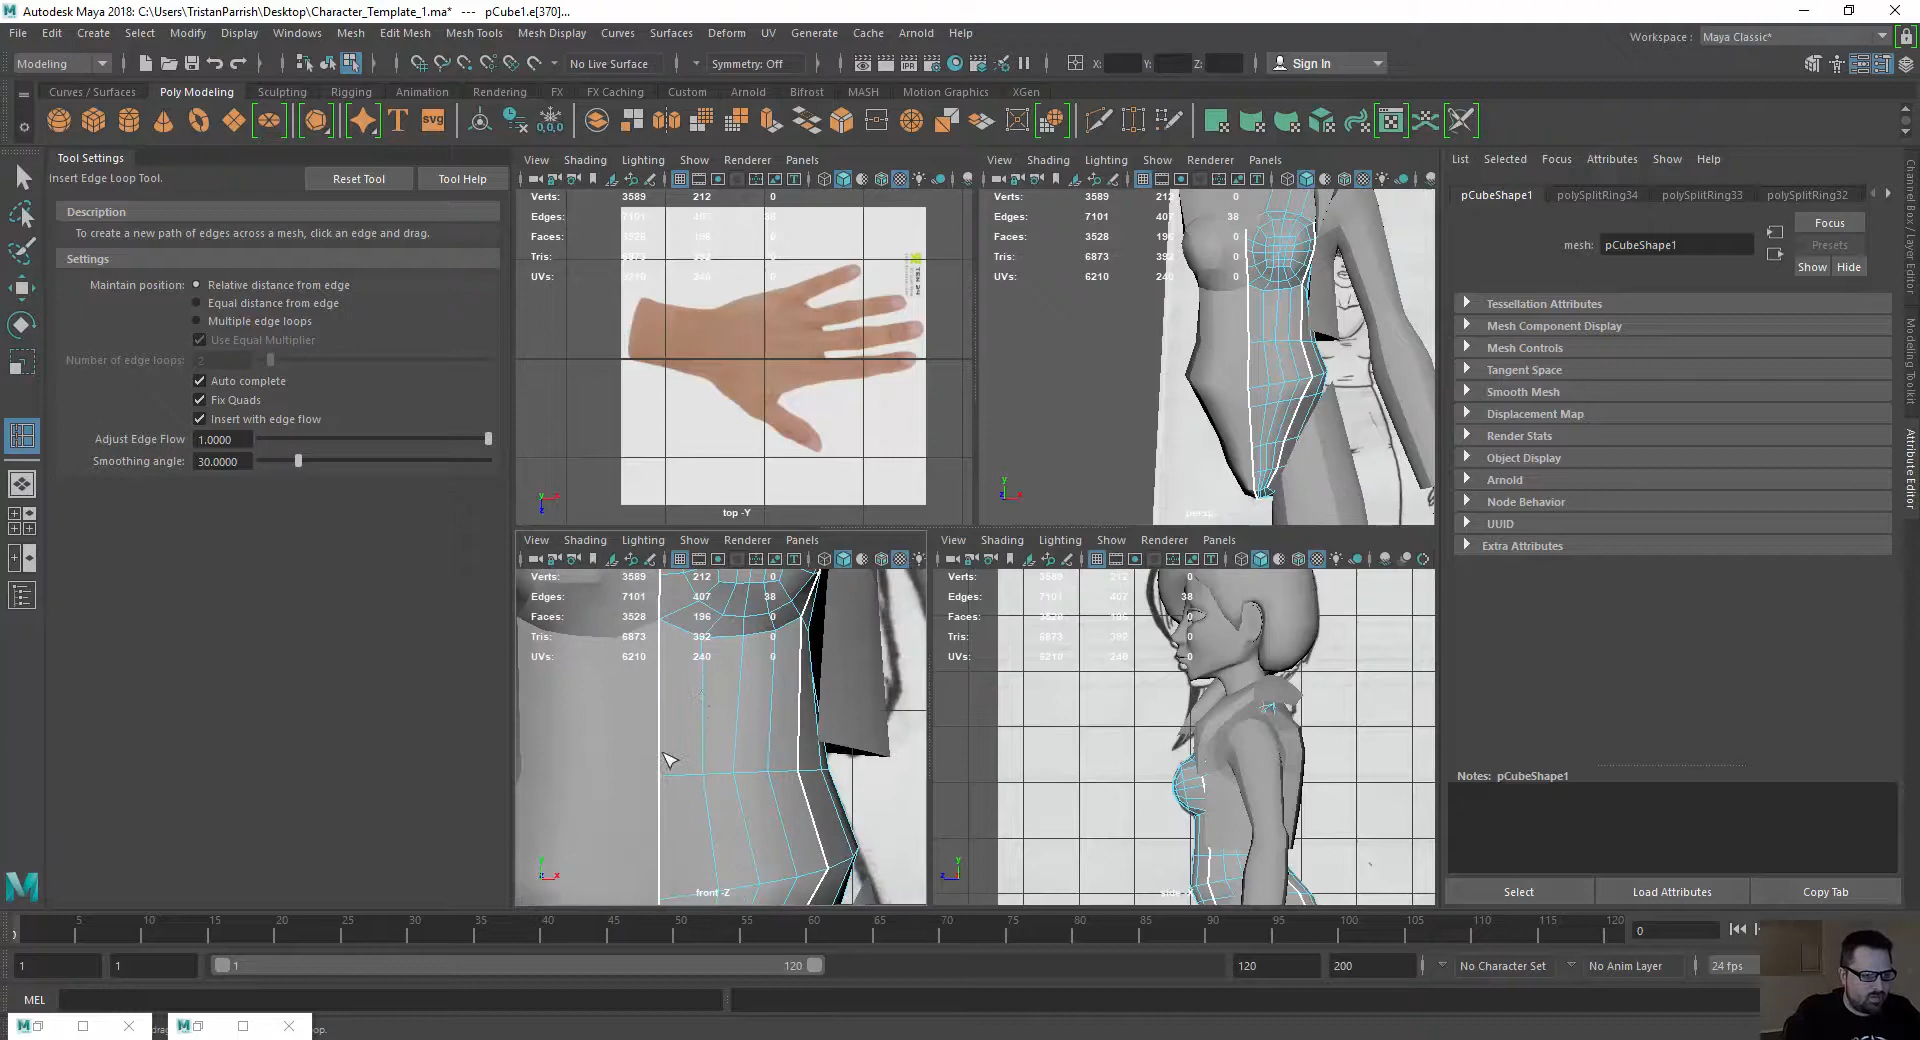 Autodesk Maya 2018: C:\Users\TristanParrish\Desktop\Character_Template_1.ma* --- pCube1.e[370]...
File Edit Create Select Modify Display Windows Mesh Edit Mesh Mesh Tools Mesh Display Curves Surfaces Deform UV Generate Cache Arnold Help
Workspace : Maya Classic*
Modeling No Live Surface Symmetry: Off X: Y: Z: Sign In
Curves / Surfaces Poly Modeling Sculpting Rigging Animation Rendering FX FX Caching Custom Arnold Bifrost MASH Motion Graphics XGen
T svg 0,0,0
Tool Settings
Insert Edge Loop Tool. Reset Tool Tool Help
Description
To create a new path of edges across a mesh, click an edge and drag.
Settings
Maintain position: Relative distance from edge
Equal distance from edge
Multiple edge loops
Use Equal Multiplier
Number of edge loops: 2
Auto complete
Fix Quads
Insert with edge flow
Adjust Edge Flow 1.0000
Smoothing angle: 30.0000
View Shading Lighting Show Renderer Panels
Verts: 3589 212
Edges: 7101 407 38
Faces: 3528 196 0
Tris: 6873 392 0
UVs: 6210 240 0
top -Y
View Shading Lighting Show Renderer Panels
Verts: 3589 212
Edges: 7101 407 38
Faces: 3528 196 0
Tris: 6873 392 0
UVs: 6210 240 0
persp
View Shading Lighting Show Renderer Panels
Verts: 3589 212 0
Edges: 7101 407 38
Faces: 3528 196 0
Tris: 6873 392 0
UVs: 6210 240 0
front -Z
View Shading Lighting Show Renderer Panels
Verts: 3589 212 0
Edges: 7101 407 38
Faces: 3528 196 0
Tris: 6873 392 0
UVs: 6210 240 0
List Selected Focus Attributes Show Help
pCubeShape1 polySplitRing34 polySplitRing33 polySplitRing32
Focus
mesh: pCubeShape1 Presets
Show Hide
Tessellation Attributes
Mesh Component Display
Mesh Controls
Tangent Space
Smooth Mesh
Displacement Map
Render Stats
Object Display
Arnold
Node Behavior
UUID
Extra Attributes
Notes: pCubeShape1
Select Load Attributes Copy Tab
Channel Box / Layer Editor
Modeling Toolkit
Attribute Editor
5 10 15 20 25 30 35 40 45 50 55 60 65 70 75 80 85 90 95 100 105 110 115 120
0
1 1 1 120 120 200 No Character Set No Anim Layer 24 fps
MEL